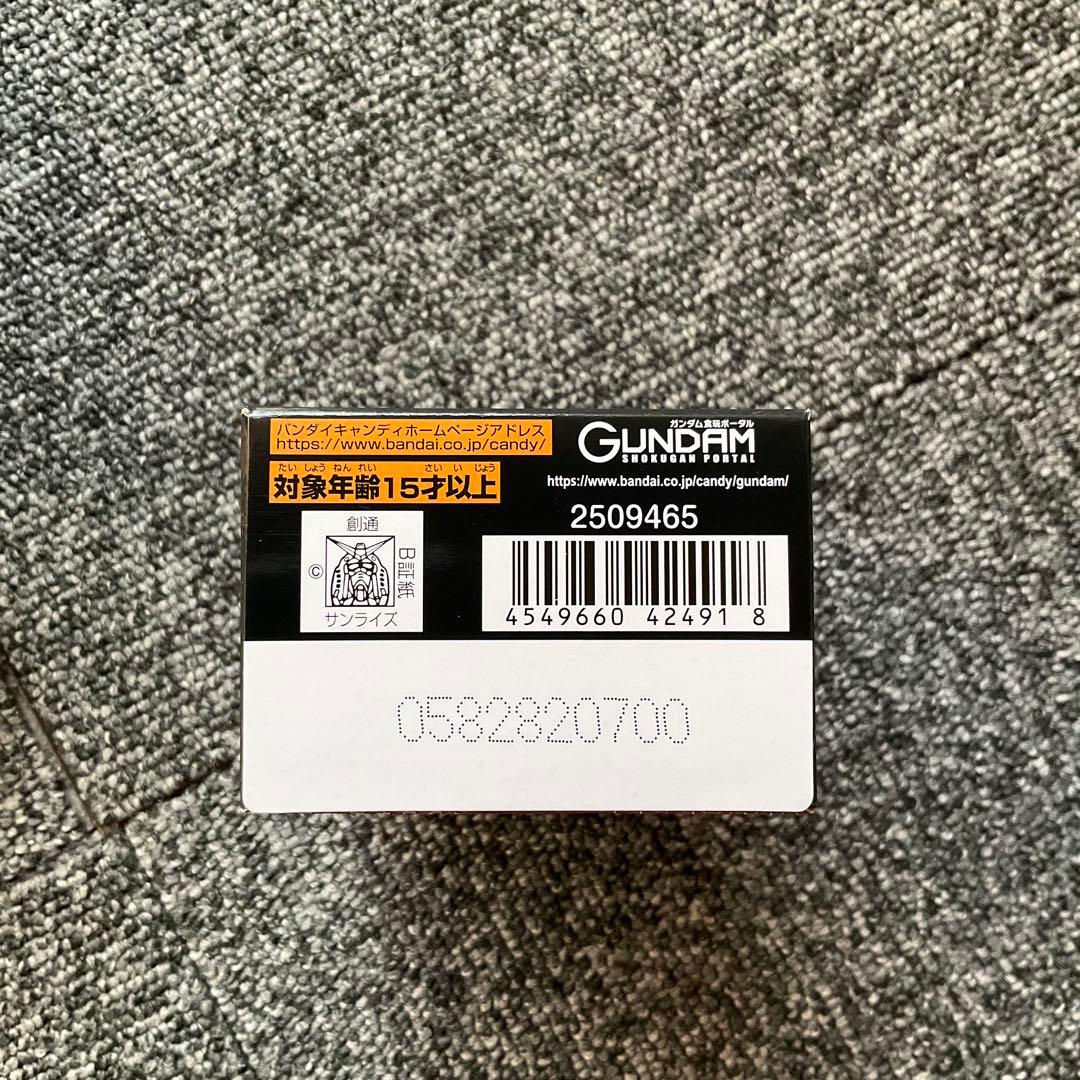 バンダイキャンディホームページアドレス
https://www.bandai.co.jp/candy/
たいしょうねんれい さいいじょう
対象年齢15才以上
ガンダム食玩ポータル
GUNDAM
SHOKUGAN PORTAL
https://www.bandai.co.jp/candy/gundam/
創通
©
B証紙
サンライズ
2509465
4549660 42491 8
0582820700